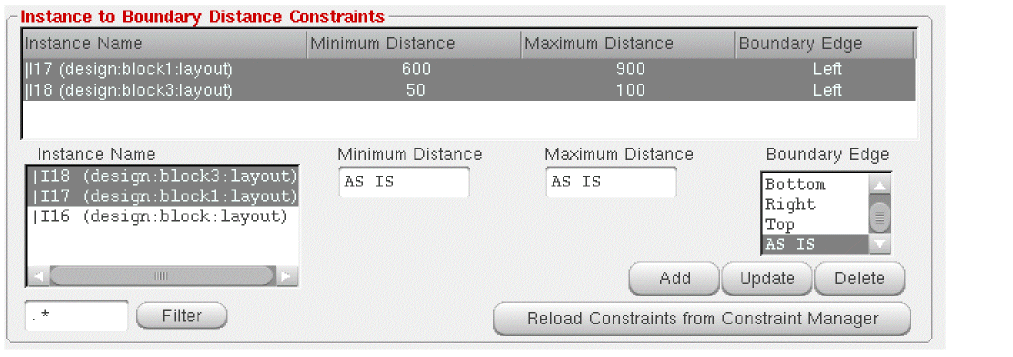 Instance to Boundary Distance Constraints
Instance Name Minimum Distance Maximum Distance Boundary Edge
|I17 (design:block1:layout) 600 900 Left
|I18 (design:block3:layout) 50 100 Left
Instance Name Minimum Distance Maximum Distance Boundary Edge
|I18 (design:block3:layout)
|I17 (design:block1:layout)
|I16 (design:block:layout)
AS IS
AS IS
Bottom
Right
Top
AS IS
Add Update Delete
.* Filter
Reload Constraints from Constraint Manager